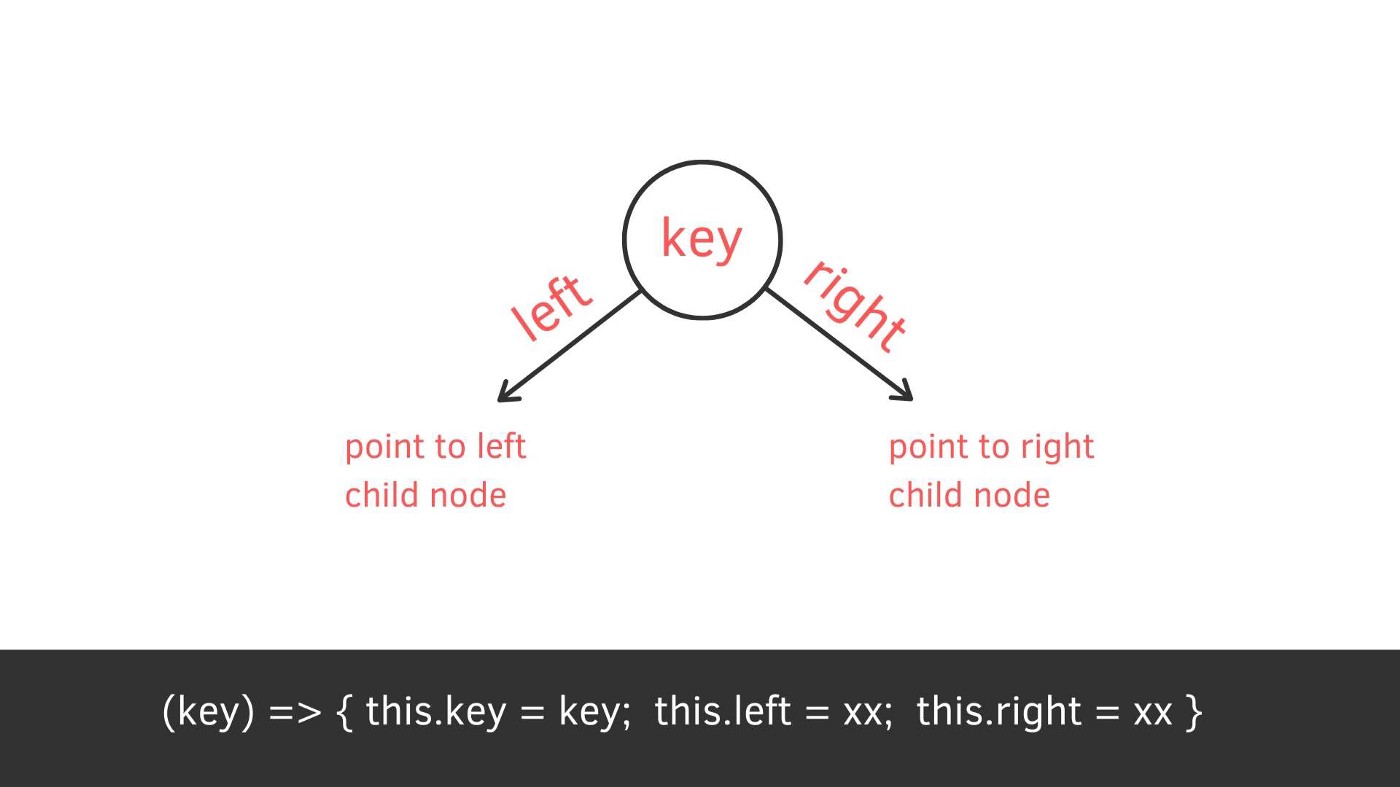 key
left
right
point to left
child node
point to right
child node
(key) => { this.key = key;  this.left = xx;  this.right = xx }